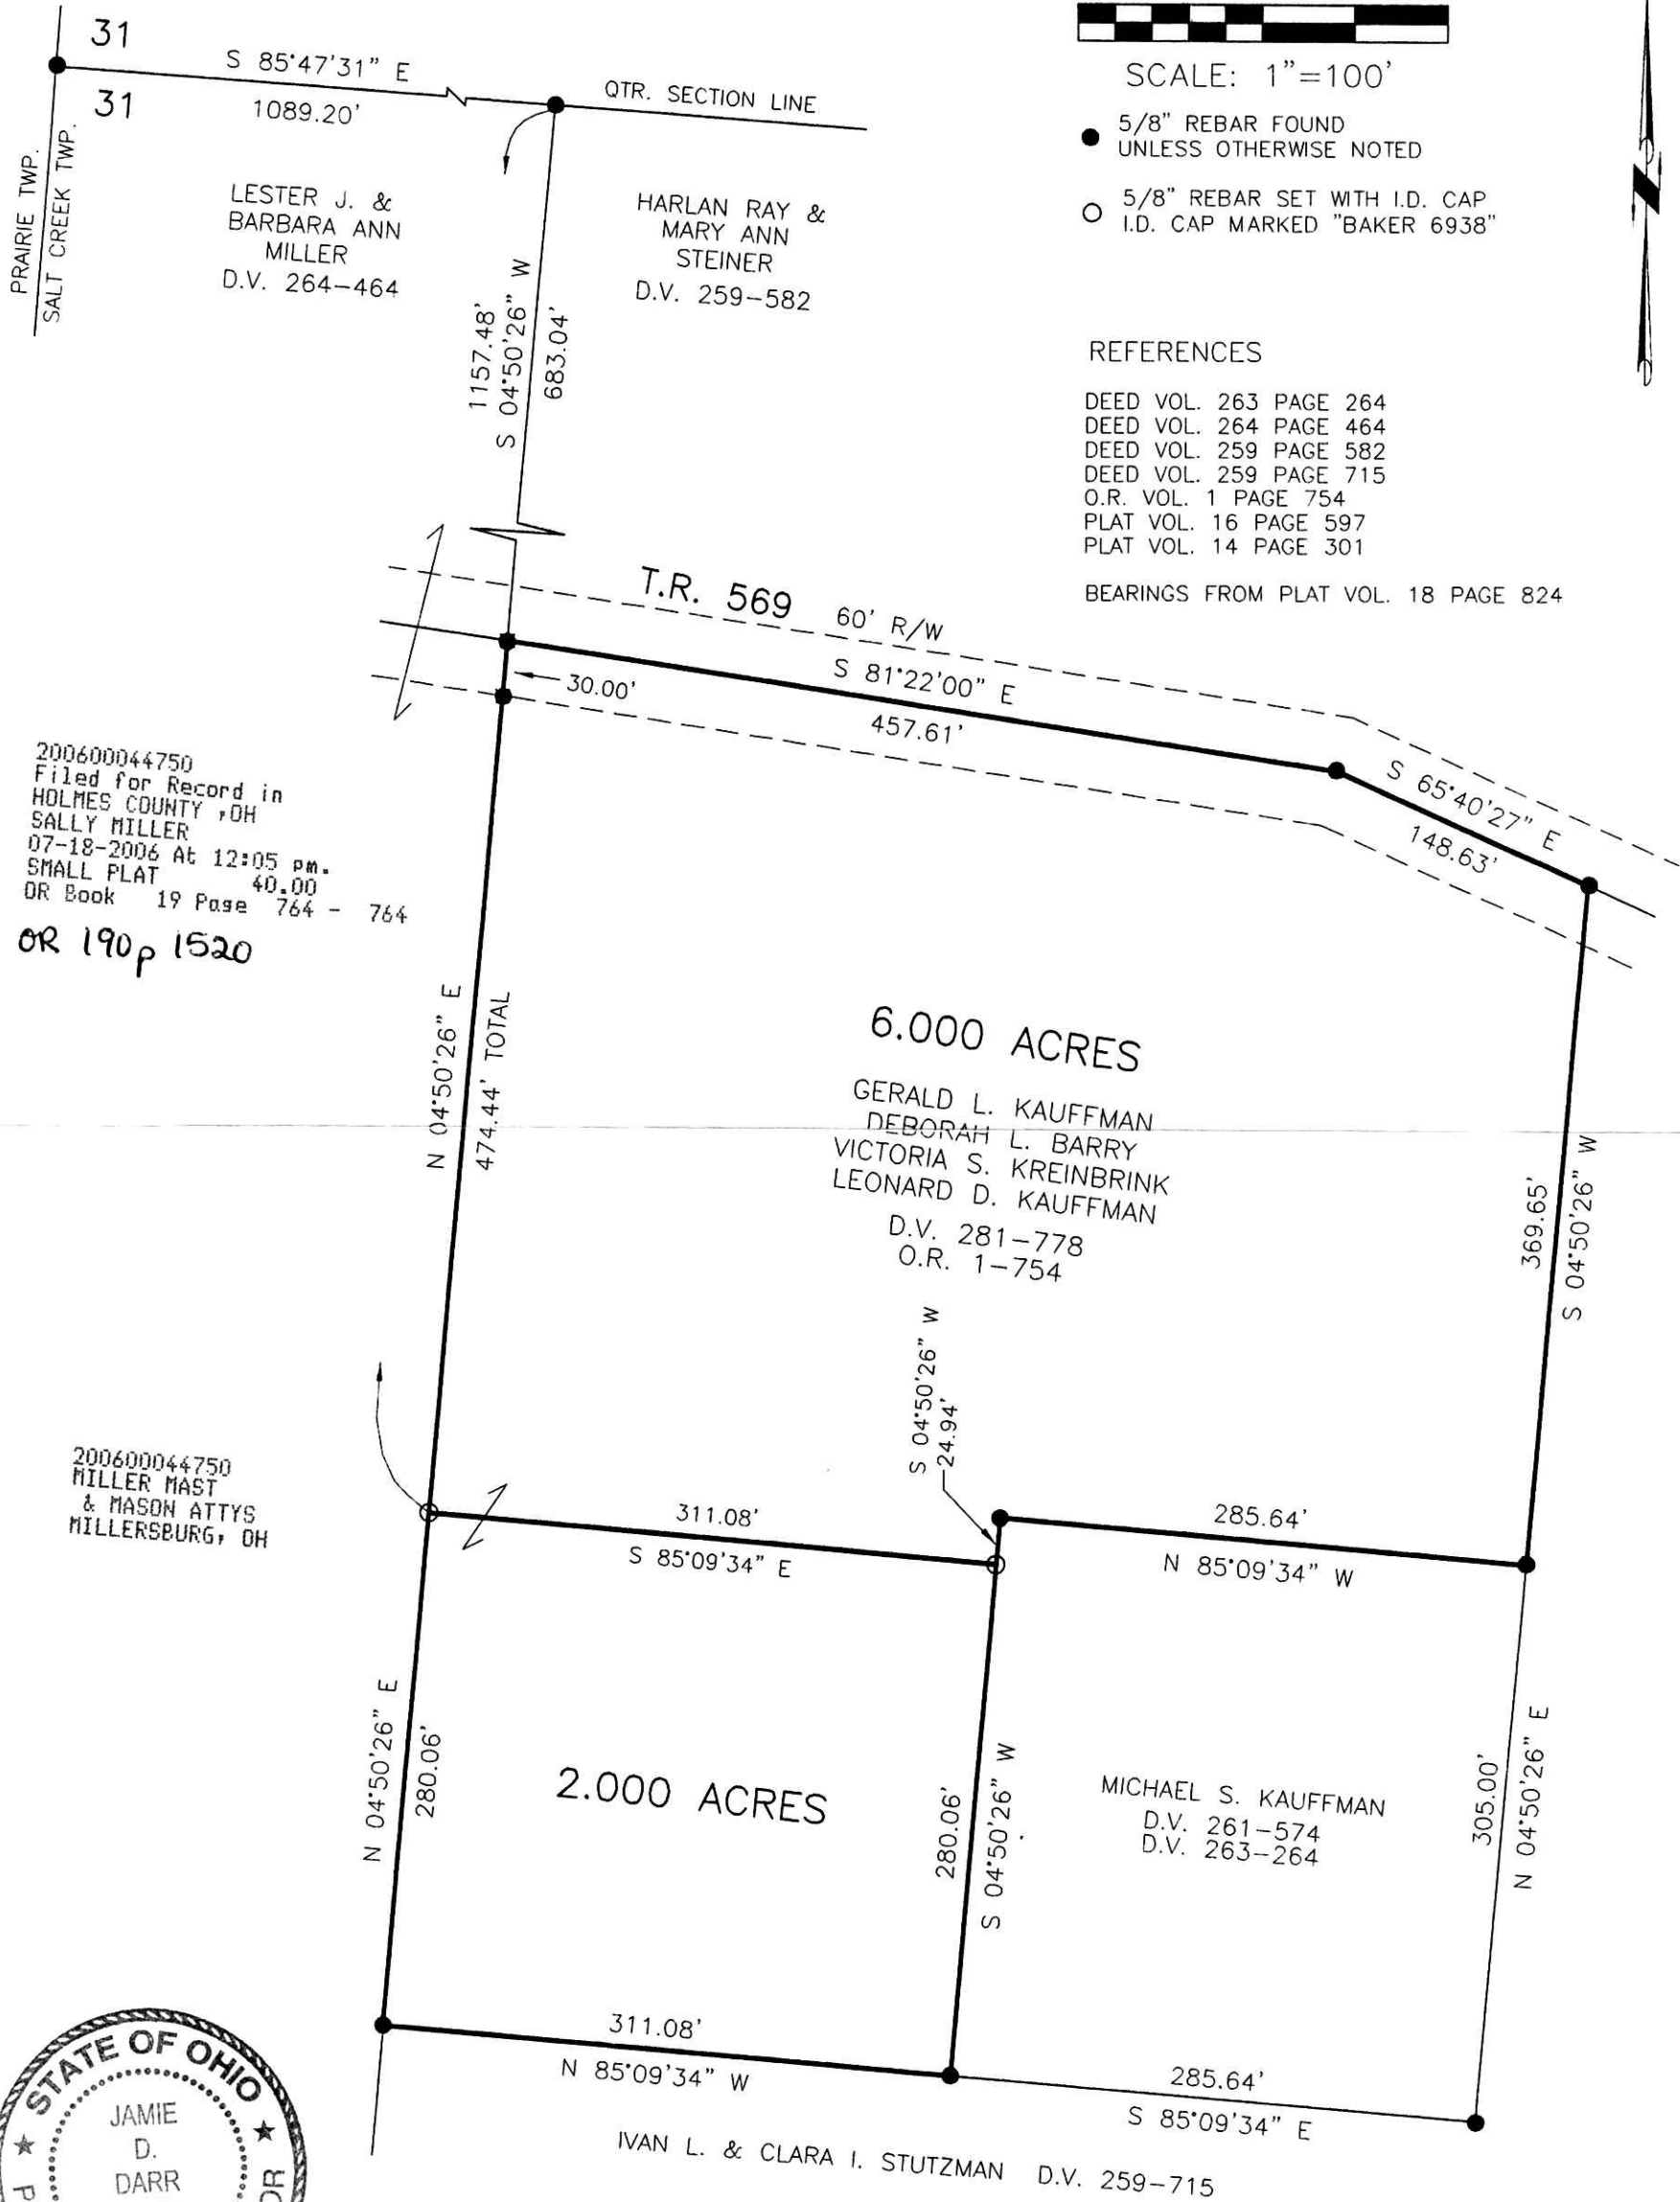 31
S 85°47'31" E
31
1089.20'
QTR. SECTION LINE
PRAIRIE TWP.
SALT CREEK TWP.
LESTER J. &
BARBARA ANN
MILLER
D.V. 264-464
HARLAN RAY &
MARY ANN
STEINER
D.V. 259-582
1157.48'
S 04°50'26" W
683.04'
SCALE: 1"=100'
5/8" REBAR FOUND
UNLESS OTHERWISE NOTED
5/8" REBAR SET WITH I.D. CAP
I.D. CAP MARKED "BAKER 6938"
REFERENCES
DEED VOL. 263 PAGE 264
DEED VOL. 264 PAGE 464
DEED VOL. 259 PAGE 582
DEED VOL. 259 PAGE 715
O.R. VOL. 1 PAGE 754
PLAT VOL. 16 PAGE 597
PLAT VOL. 14 PAGE 301
BEARINGS FROM PLAT VOL. 18 PAGE 824
T.R. 569 60' R/W
S 81°22'00" E
30.00'
457.61'
S 65°40'27" E
148.63'
200600044750
Filed for Record in
HOLMES COUNTY ,OH
SALLY MILLER
07-18-2006 At 12:05 pm.
SMALL PLAT 40.00
OR Book 19 Page 764 - 764
OR 190p 1520
N 04°50'26" E
474.44' TOTAL
6.000 ACRES
GERALD L. KAUFFMAN
DEBORAH L. BARRY
VICTORIA S. KREINBRINK
LEONARD D. KAUFFMAN
D.V. 281-778
O.R. 1-754
369.65'
S 04°50'26" W
S 04°50'26" W
24.94'
200600044750
MILLER MAST
& MASON ATTYS
MILLERSBURG, OH
311.08'
S 85°09'34" E
285.64'
N 85°09'34" W
N 04°50'26" E
280.06'
2.000 ACRES
280.06'
S 04°50'26" W
MICHAEL S. KAUFFMAN
D.V. 261-574
D.V. 263-264
305.00'
N 04°50'26" E
311.08'
N 85°09'34" W
285.64'
S 85°09'34" E
IVAN L. & CLARA I. STUTZMAN D.V. 259-715
STATE OF OHIO
JAMIE
D.
DARR